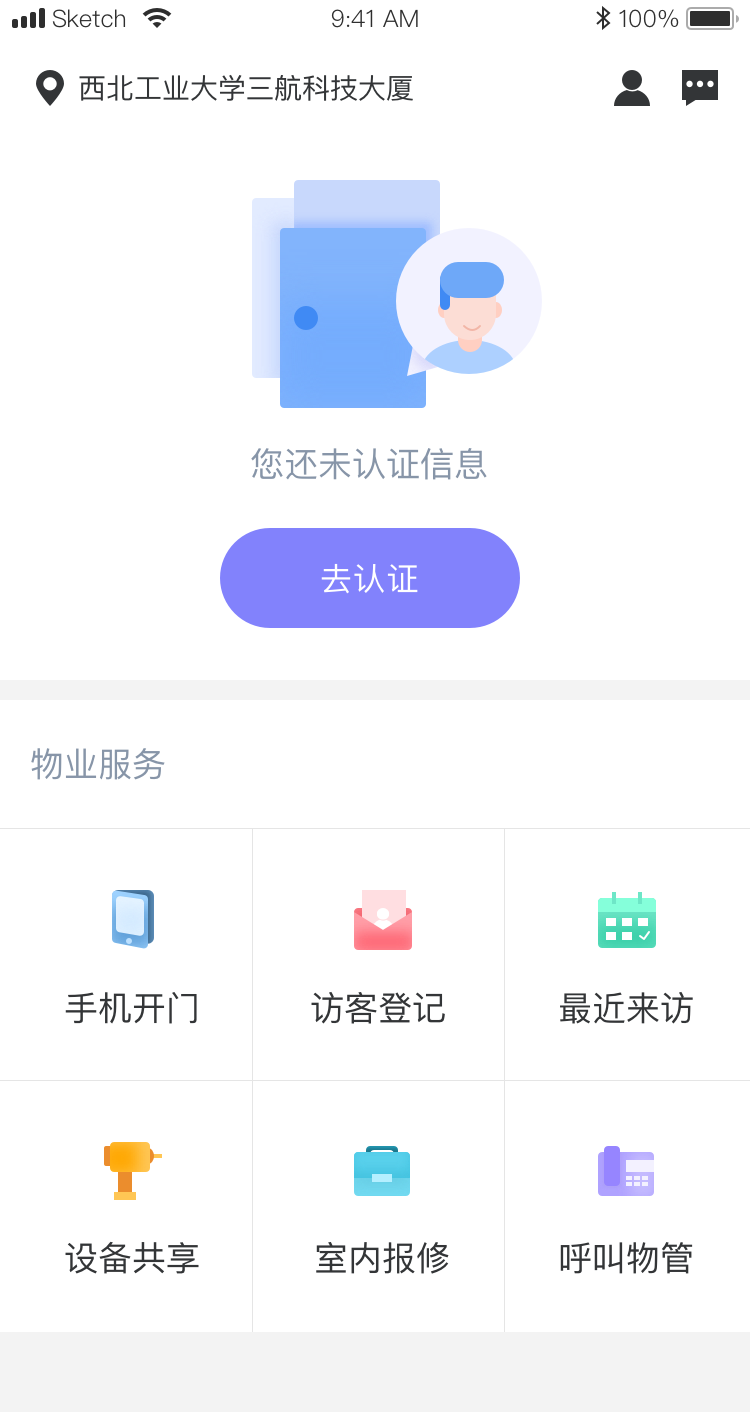 Sketch 9:41 AM 100%
西北工业大学三航科技大厦
您还未认证信息
去认证
物业服务
手机开门 访客登记 最近来访
设备共享 室内报修 呼叫物管